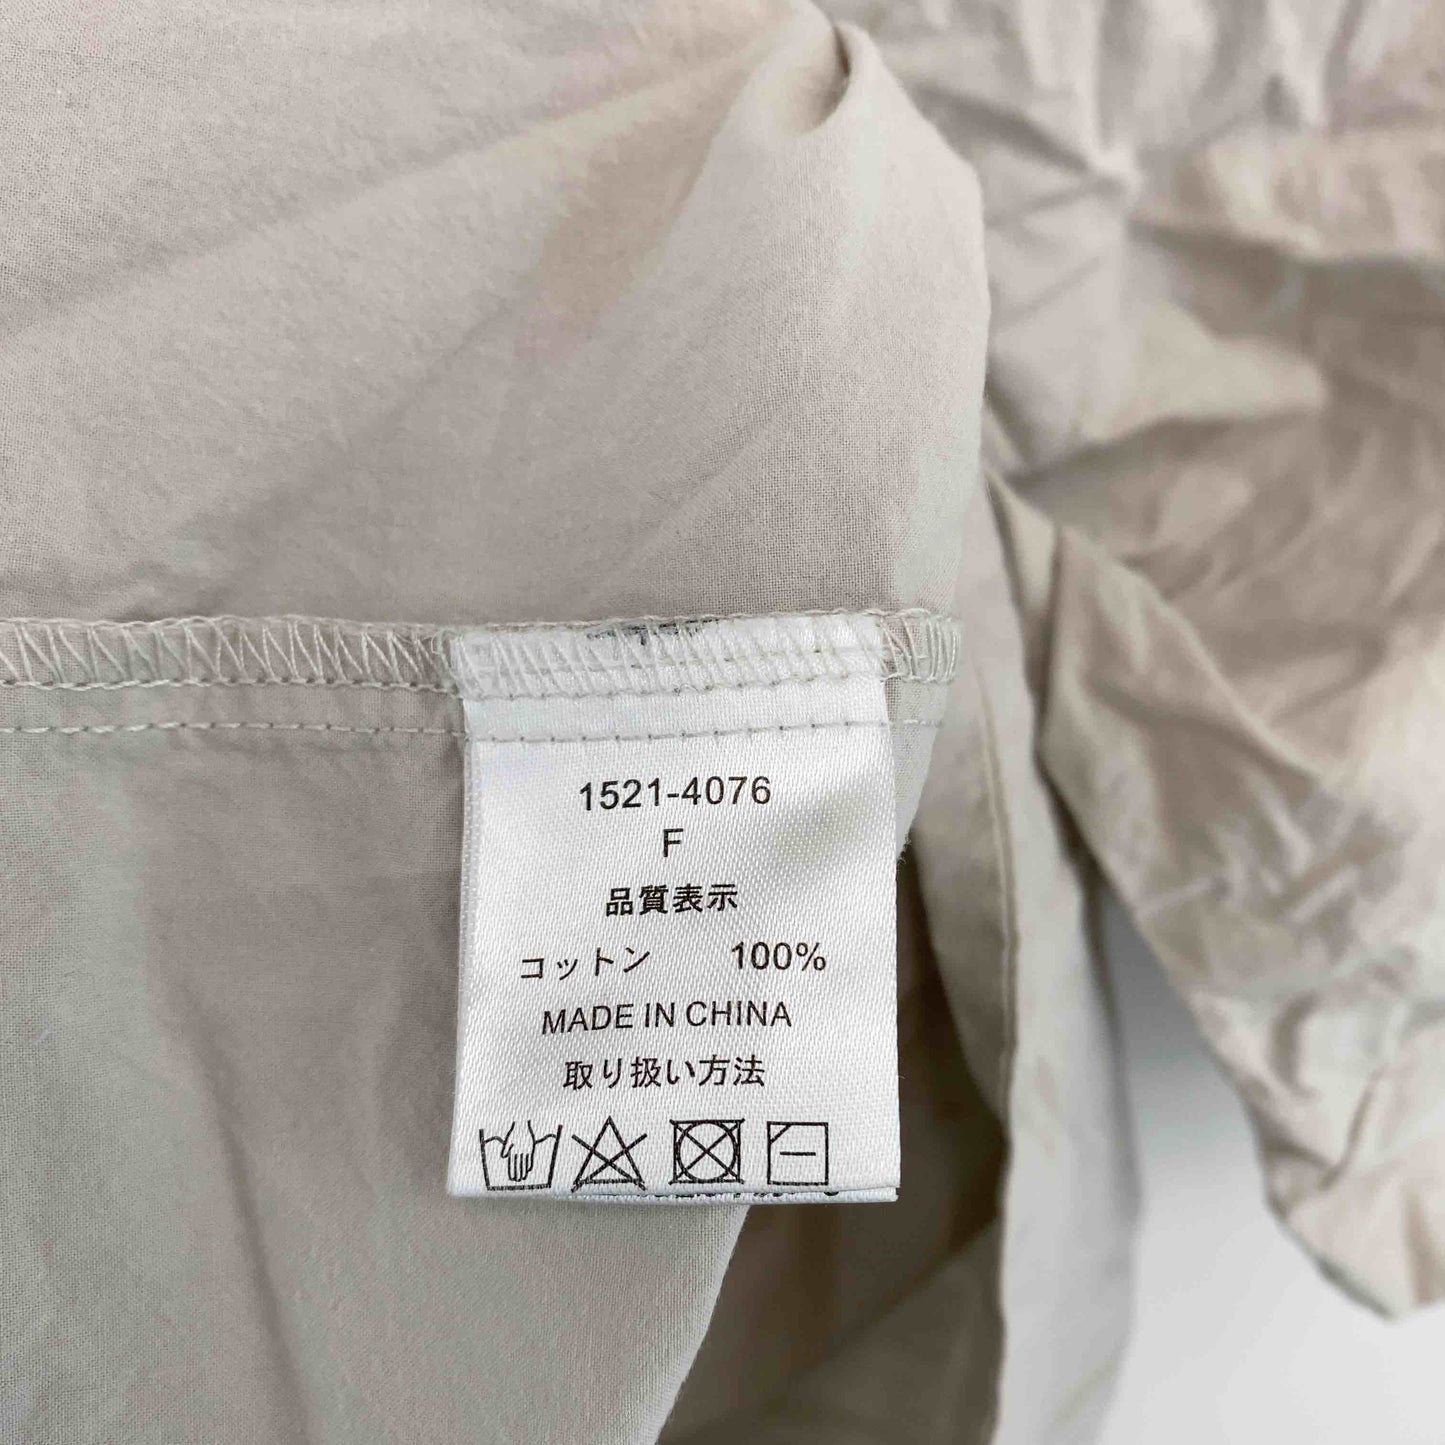 1521-4076
F
品質表示
コットン 100%
MADE IN CHINA
取り扱い方法